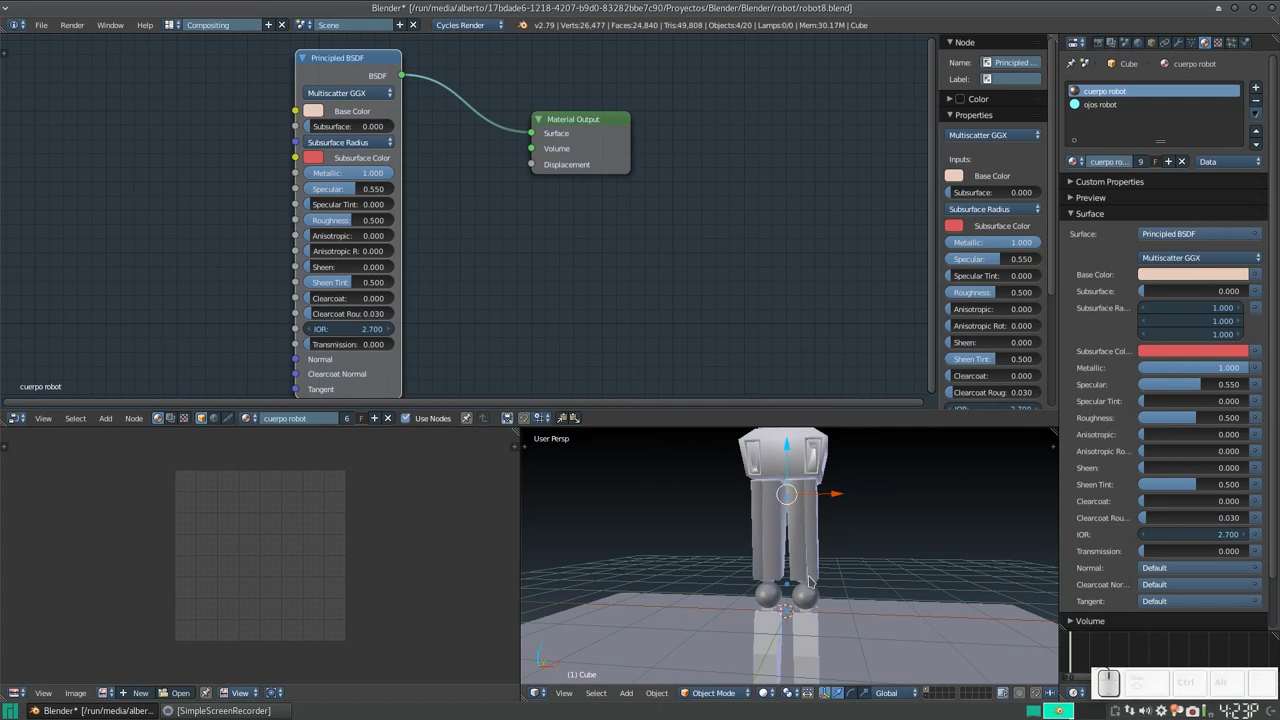 Blender* [/run/media/alberto/17bdade6-1218-4207-b9d0-83282bbe7c90/Proyectos/Blender/Blender/robot/robot8.blend]
File Render Window Help Compositing Scene Cycles Render v2.79 | Verts:26,477 | Faces:24,840 | Tris:49,808 | Objects:4/20 | Lamps:0/0 | Mem:30.17M | Cube
Principled BSDF
BSDF
Multiscatter GGX
Base Color
Subsurface: 0.000
Subsurface Radius
Subsurface Color
Metallic: 1.000
Specular: 0.550
Specular Tint: 0.000
Roughness: 0.500
Anisotropic: 0.000
Anisotropic R: 0.000
Sheen: 0.000
Sheen Tint: 0.500
Clearcoat: 0.000
Clearcoat Rou: 0.030
IOR: 2.700
Transmission: 0.000
Normal
Clearcoat Normal
Tangent
Material Output
Surface
Volume
Displacement
cuerpo robot
Node
Name: Principled ...
Label:
Color
Properties
Multiscatter GGX
Inputs:
Base Color
Subsurface: 0.000
Subsurface Radius
Subsurface Color
Metallic: 1.000
Specular: 0.550
Specular Tint: 0.000
Roughness: 0.500
Anisotropic: 0.000
Anisotropic Rot: 0.000
Sheen: 0.000
Sheen Tint: 0.500
Clearcoat: 0.000
Clearcoat Roug: 0.030
Cube cuerpo robot
cuerpo robot
ojos robot
cuerpo ro... 9 F Data
Custom Properties
Preview
Surface
Surface: Principled BSDF
Multiscatter GGX
Base Color:
Subsurface: 0.000
Subsurface Ra... 1.000
1.000
1.000
Subsurface Col...
Metallic: 1.000
Specular: 0.550
Specular Tint: 0.000
Roughness: 0.500
Anisotropic: 0.000
Anisotropic Ro... 0.000
Sheen: 0.000
Sheen Tint: 0.500
Clearcoat: 0.000
Clearcoat Rou... 0.030
IOR: 2.700
Transmission: 0.000
Normal: Default
Clearcoat Nor... Default
Tangent: Default
Volume
View Select Add Node cuerpo robot 6 F Use Nodes
User Persp
(1) Cube
View Image New Open View
View Select Add Object Object Mode Global
Ctrl Alt
Blender* [/run/media/alber... [SimpleScreenRecorder] 4:23